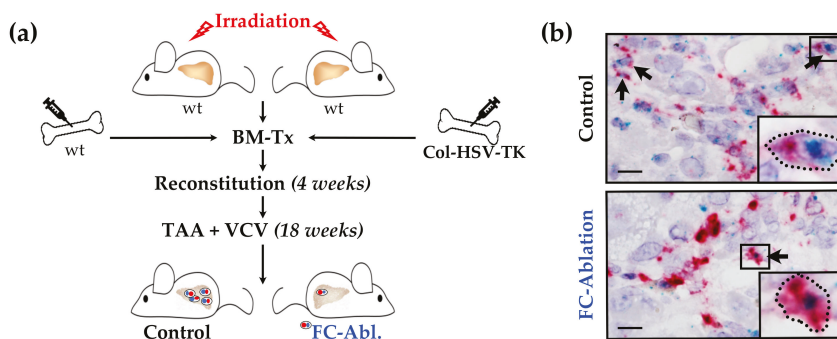 (a)
Irradiation
wt
wt
wt
BM-Tx
Col-HSV-TK
Reconstitution (4 weeks)
TAA + VCV (18 weeks)
Control
FC-Abl.
(b)
Control
FC-Ablation